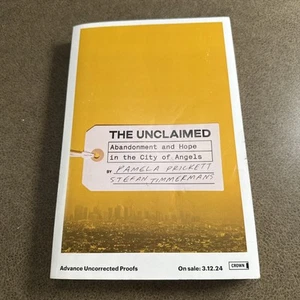 THE UNCLAIMED
Abandonment and Hope
in the City of Angels
BY PAMELA PRICKETT
STEFAN TIMMERMANS
Advance Uncorrected Proofs
On sale: 3.12.24
CROWN